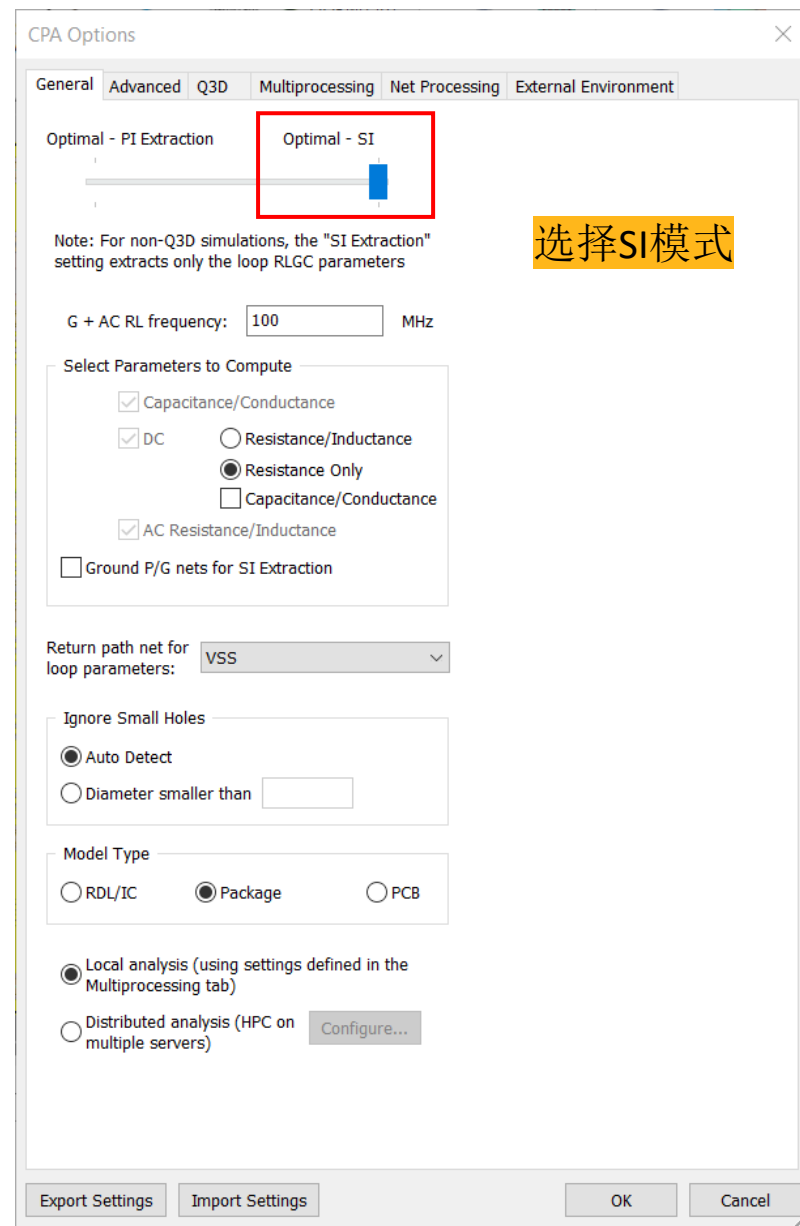 CPA Options
General Advanced Q3D Multiprocessing Net Processing External Environment
Optimal - PI Extraction Optimal - SI
Note: For non-Q3D simulations, the "SI Extraction"
setting extracts only the loop RLGC parameters
选择SI模式
G + AC RL frequency: 100 MHz
Select Parameters to Compute
Capacitance/Conductance
DC Resistance/Inductance
Resistance Only
Capacitance/Conductance
AC Resistance/Inductance
Ground P/G nets for SI Extraction
Return path net for
loop parameters: VSS
Ignore Small Holes
Auto Detect
Diameter smaller than
Model Type
RDL/IC Package PCB
Local analysis (using settings defined in the
Multiprocessing tab)
Distributed analysis (HPC on
multiple servers) Configure...
Export Settings Import Settings OK Cancel